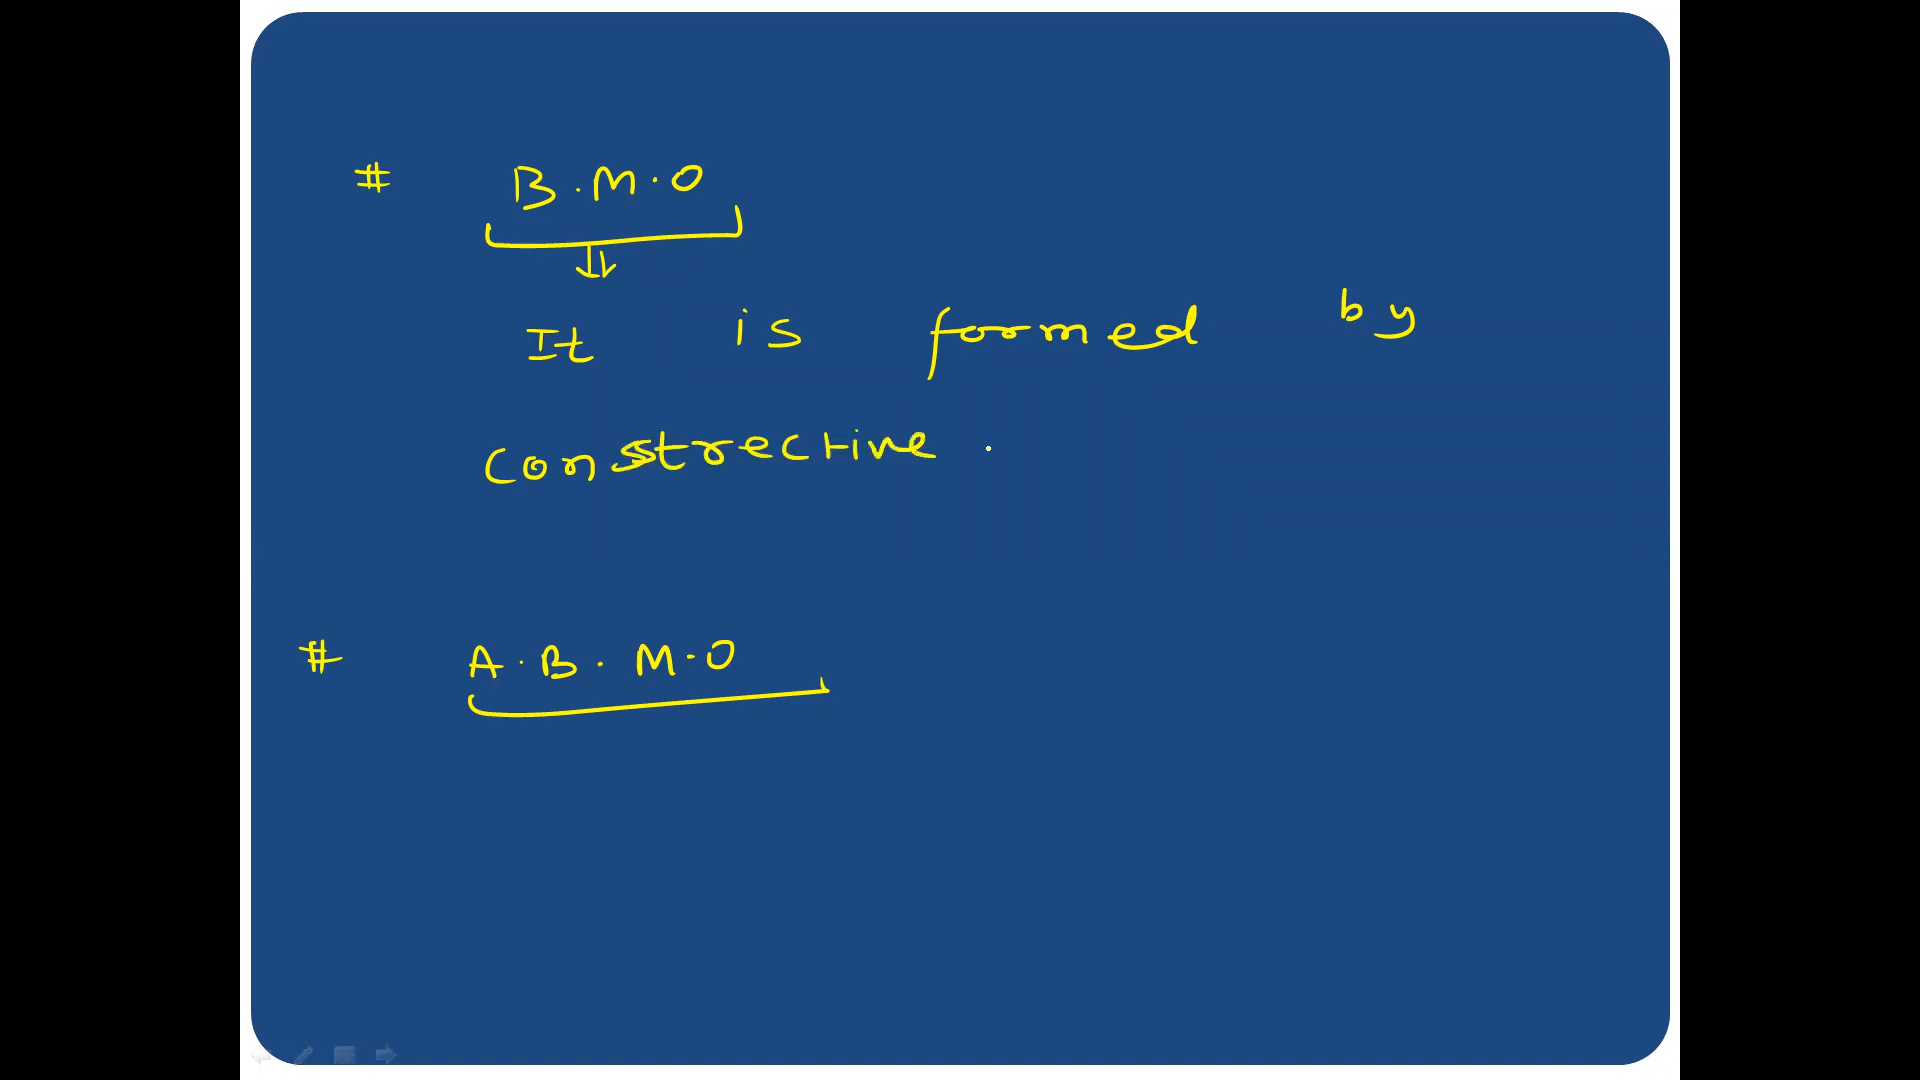 # B.M.O
It is formed by
constrective
# A.B.M.O